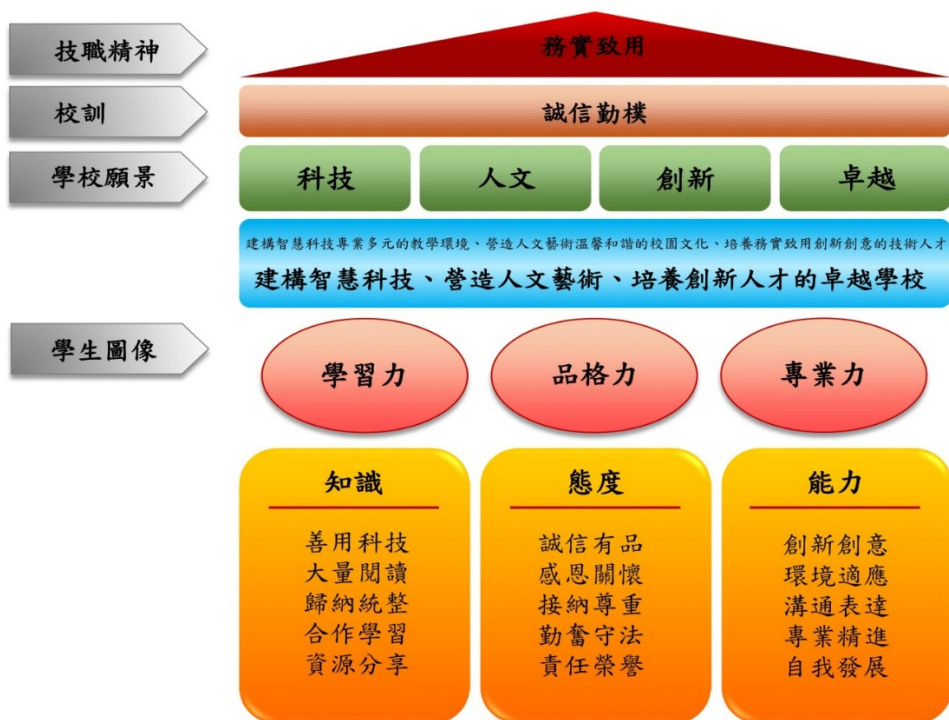 技職精神
務實致用
校訓
誠信勤樸
學校願景
科技
人文
創新
卓越
建構智慧科技專業多元的教學環境、營造人文藝術溫馨和諧的校園文化、培養務實致用創新創意的技術人才
建構智慧科技、營造人文藝術、培養創新人才的卓越學校
學生圖像
學習力
品格力
專業力
知識
善用科技
大量閱讀
歸納統整
合作學習
資源分享
態度
誠信有品
感恩關懷
接納尊重
勤奮守法
責任榮譽
能力
創新創意
環境適應
溝通表達
專業精進
自我發展